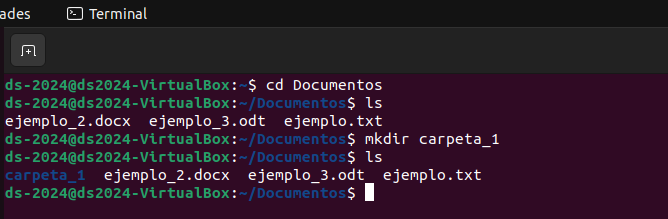 ades Terminal
ds-2024@ds2024-VirtualBox:~$ cd Documentos
ds-2024@ds2024-VirtualBox:~/Documentos$ ls
ejemplo_2.docx  ejemplo_3.odt  ejemplo.txt
ds-2024@ds2024-VirtualBox:~/Documentos$ mkdir carpeta_1
ds-2024@ds2024-VirtualBox:~/Documentos$ ls
carpeta_1  ejemplo_2.docx  ejemplo_3.odt  ejemplo.txt
ds-2024@ds2024-VirtualBox:~/Documentos$